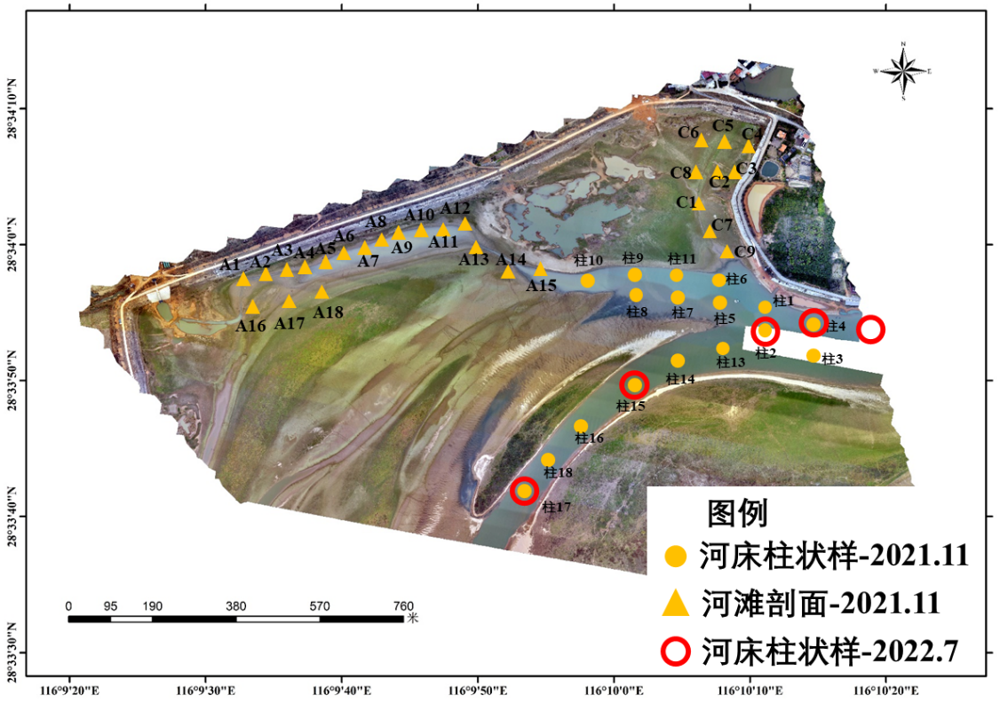 28°34'10"N
28°34'0"N
28°33'50"N
28°33'40"N
28°33'30"N
N
W E
S
C6 C5 C4
C8 C2 C3
C1
C7
C9
A12
A10
A8
A11
A6
A9
A5
A7
A4
A3
A2
A1
A13
A14
A15
A16
A17
A18
柱10
柱9
柱11
柱6
柱8
柱7
柱5
柱1
柱4
柱2
柱3
柱13
柱14
柱15
柱16
柱18
柱17
图例
河床柱状样-2021.11
河滩剖面-2021.11
河床柱状样-2022.7
0 95 190 380 570 760
米
116°9'20"E 116°9'30"E 116°9'40"E 116°9'50"E 116°10'0"E 116°10'10"E 116°10'20"E